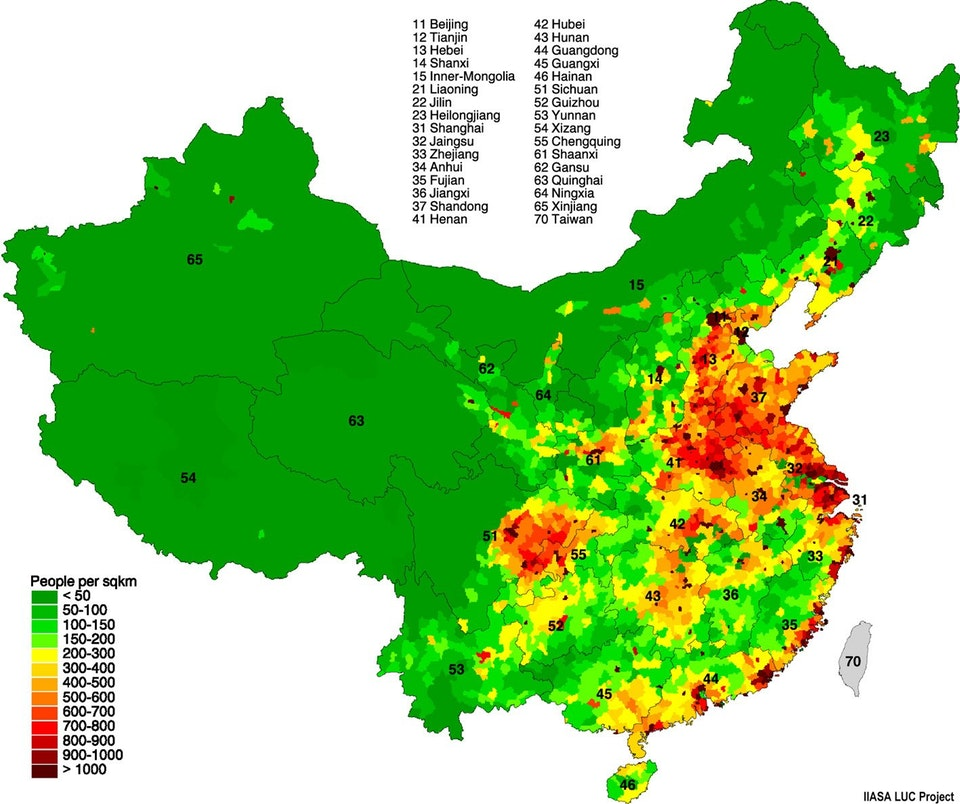 11 Beijing
12 Tianjin
13 Hebei
14 Shanxi
15 Inner-Mongolia
21 Liaoning
22 Jilin
23 Heilongjiang
31 Shanghai
32 Jaingsu
33 Zhejiang
34 Anhui
35 Fujian
36 Jiangxi
37 Shandong
41 Henan
42 Hubei
43 Hunan
44 Guangdong
45 Guangxi
46 Hainan
51 Sichuan
52 Guizhou
53 Yunnan
54 Xizang
55 Chengquing
61 Shaanxi
62 Gansu
63 Quinghai
64 Ningxia
65 Xinjiang
70 Taiwan
23
22
21
65
15
12
13
62
14
64
37
63
61
41
32
54
34
31
42
51
55
33
43
36
52
35
70
53
44
45
46
People per sqkm
< 50
50-100
100-150
150-200
200-300
300-400
400-500
500-600
600-700
700-800
800-900
900-1000
> 1000
IIASA LUC Project